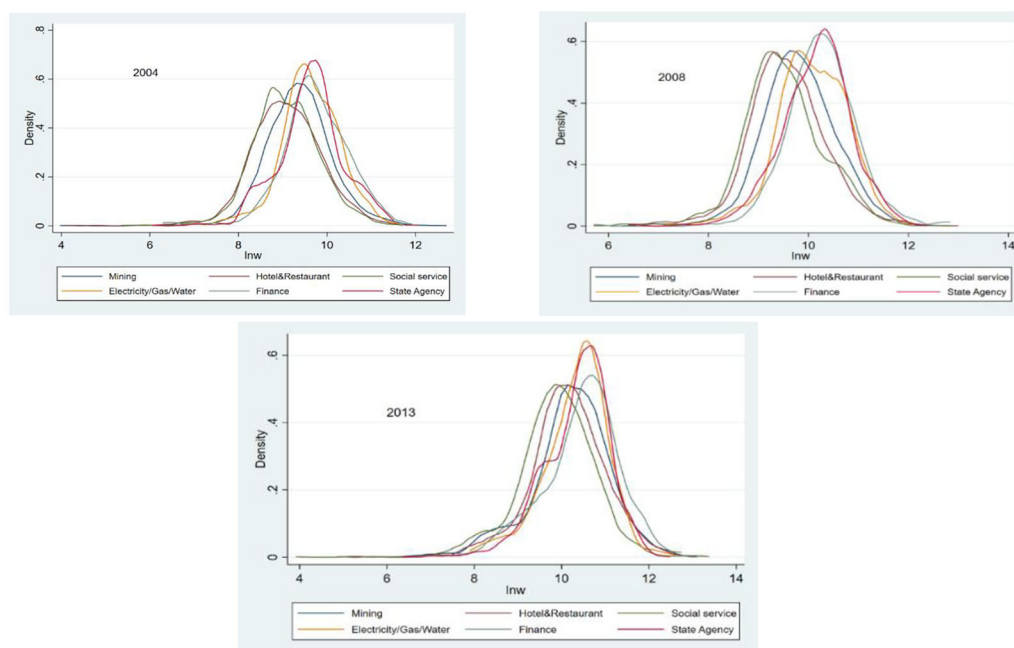 2004
Density
0 .2 .4 .6 .8
4 6 8 10 12
lnw
Mining Hotel&Restaurant Social service
Electricity/Gas/Water Finance State Agency
2008
Density
0 .2 .4 .6
6 8 10 12 14
lnw
Mining Hotel&Restaurant Social service
Electricity/Gas/Water Finance State Agency
2013
Density
0 .2 .4 .6
4 6 8 10 12 14
lnw
Mining Hotel&Restaurant Social service
Electricity/Gas/Water Finance State Agency